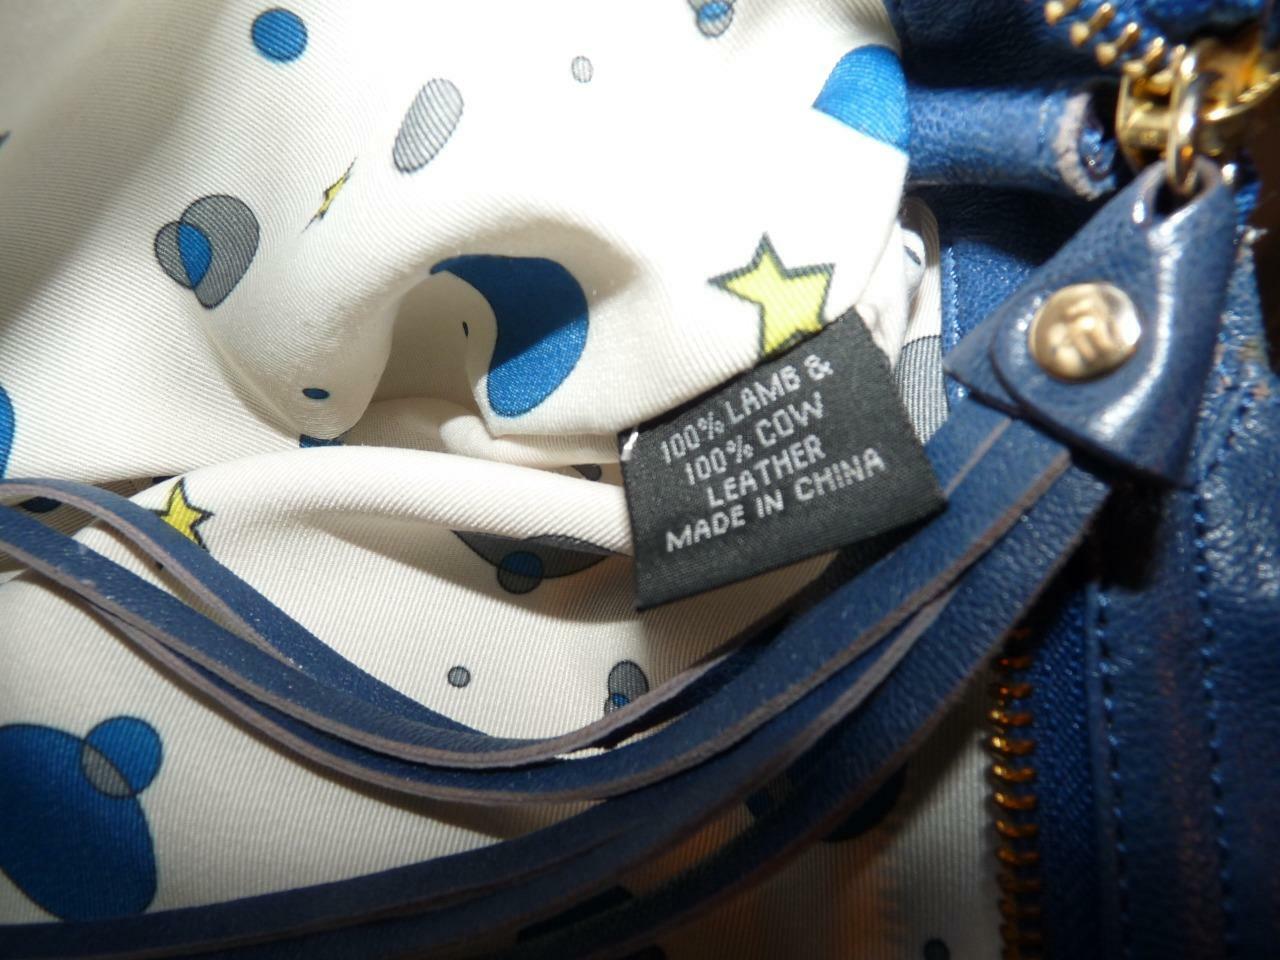 100% LAMB &
100% COW
LEATHER
MADE IN CHINA